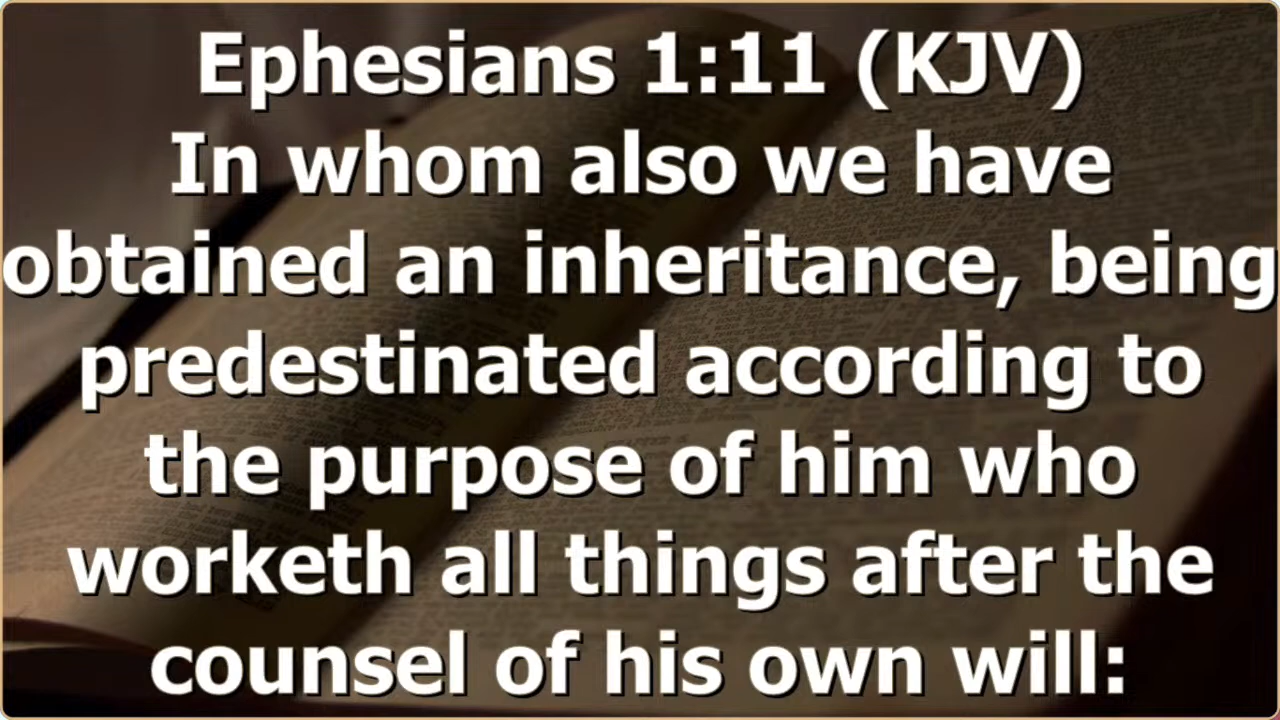 Ephesians 1:11 (KJV)
In whom also we have
obtained an inheritance, being
predestinated according to
the purpose of him who
worketh all things after the
counsel of his own will: